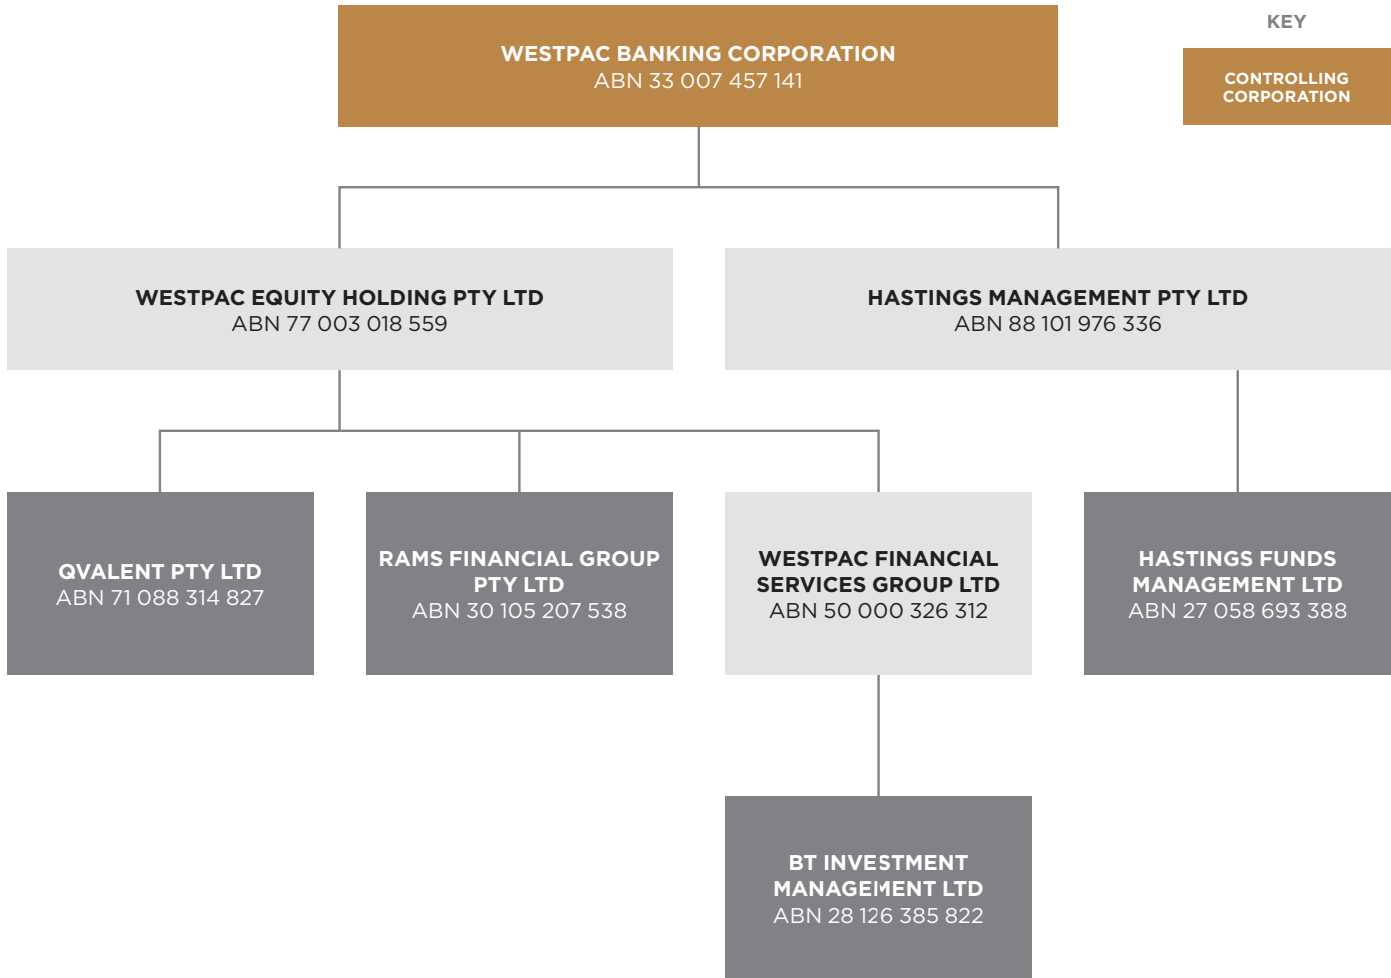 WESTPAC BANKING CORPORATION
ABN 33 007 457 141
KEY
CONTROLLING
CORPORATION
WESTPAC EQUITY HOLDING PTY LTD
ABN 77 003 018 559
HASTINGS MANAGEMENT PTY LTD
ABN 88 101 976 336
QVALENT PTY LTD
ABN 71 088 314 827
RAMS FINANCIAL GROUP
PTY LTD
ABN 30 105 207 538
WESTPAC FINANCIAL
SERVICES GROUP LTD
ABN 50 000 326 312
HASTINGS FUNDS
MANAGEMENT LTD
ABN 27 058 693 388
BT INVESTMENT
MANAGEMENT LTD
ABN 28 126 385 822